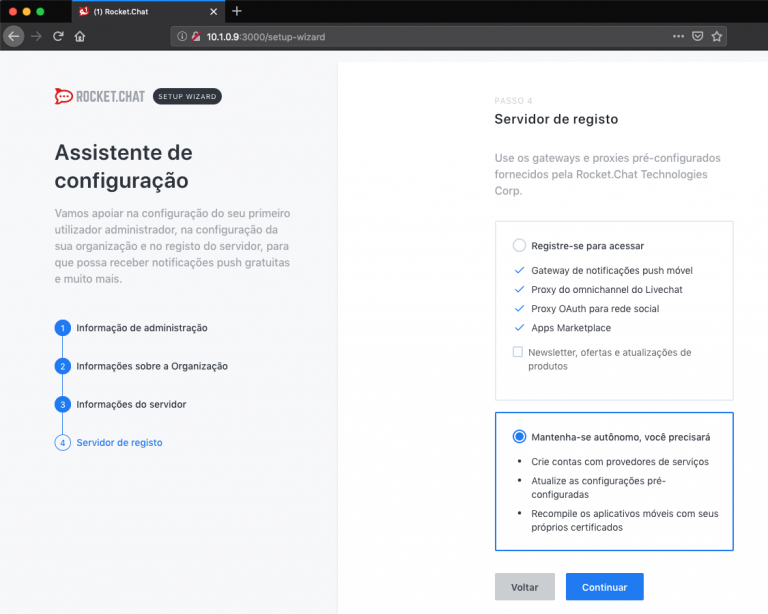 (1) Rocket.Chat
10.1.0.9:3000/setup-wizard
ROCKET.CHAT SETUP WIZARD
Assistente de
configuração
Vamos apoiar na configuração do seu primeiro
utilizador administrador, na configuração da
sua organização e no registo do servidor, para
que possa receber notificações push gratuitas
e muito mais.
1 Informação de administração
2 Informações sobre a Organização
3 Informações do servidor
4 Servidor de registo
PASSO 4
Servidor de registo
Use os gateways e proxies pré-configurados
fornecidos pela Rocket.Chat Technologies
Corp.
Registre-se para acessar
Gateway de notificações push móvel
Proxy do omnichannel do Livechat
Proxy OAuth para rede social
Apps Marketplace
Newsletter, ofertas e atualizações de
produtos
Mantenha-se autônomo, você precisará
• Crie contas com provedores de serviços
• Atualize as configurações pré-
configuradas
• Recompile os aplicativos móveis com seus
próprios certificados
Voltar
Continuar